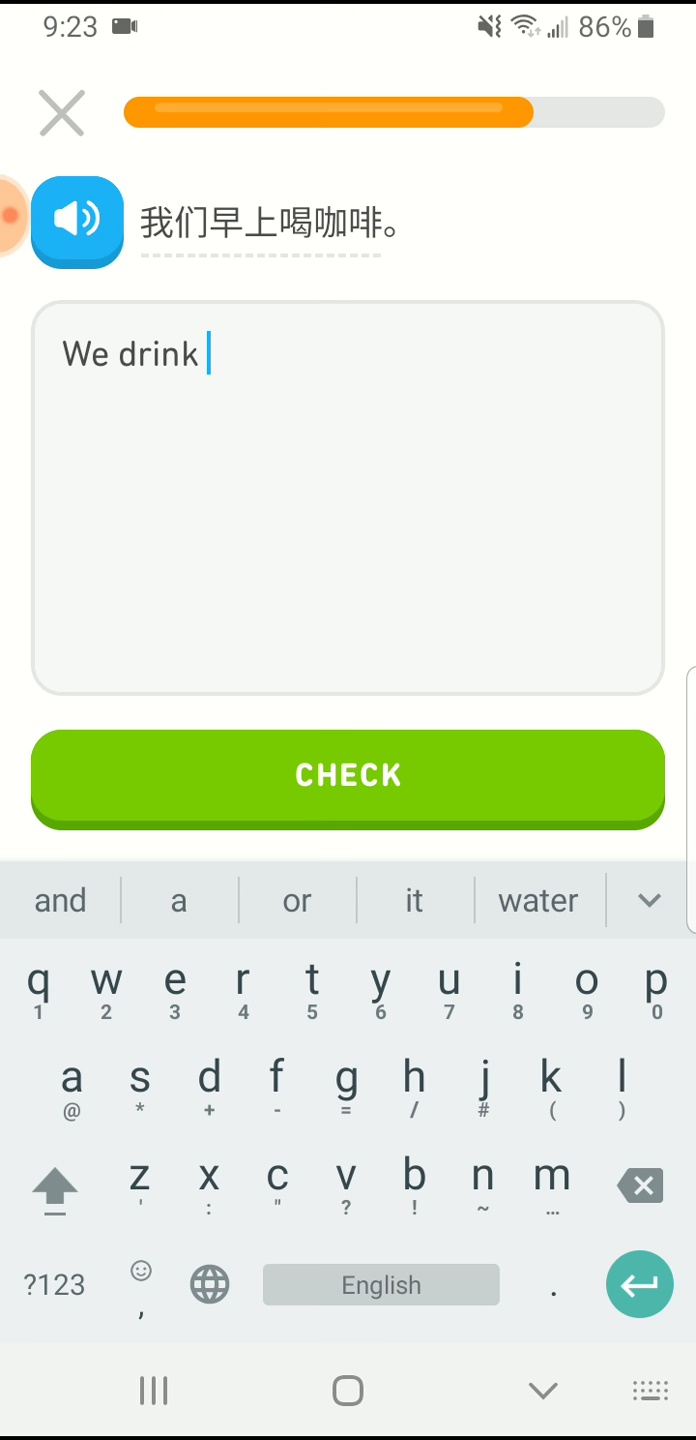 9:23 86%
我们早上喝咖啡。
We drink
CHECK
and a or it water
q w e r t y u i o p
1 2 3 4 5 6 7 8 9 0
a s d f g h j k l
@ * + - = / # ( )
z x c v b n m
' : " ? ! ~ …
?123 , English .